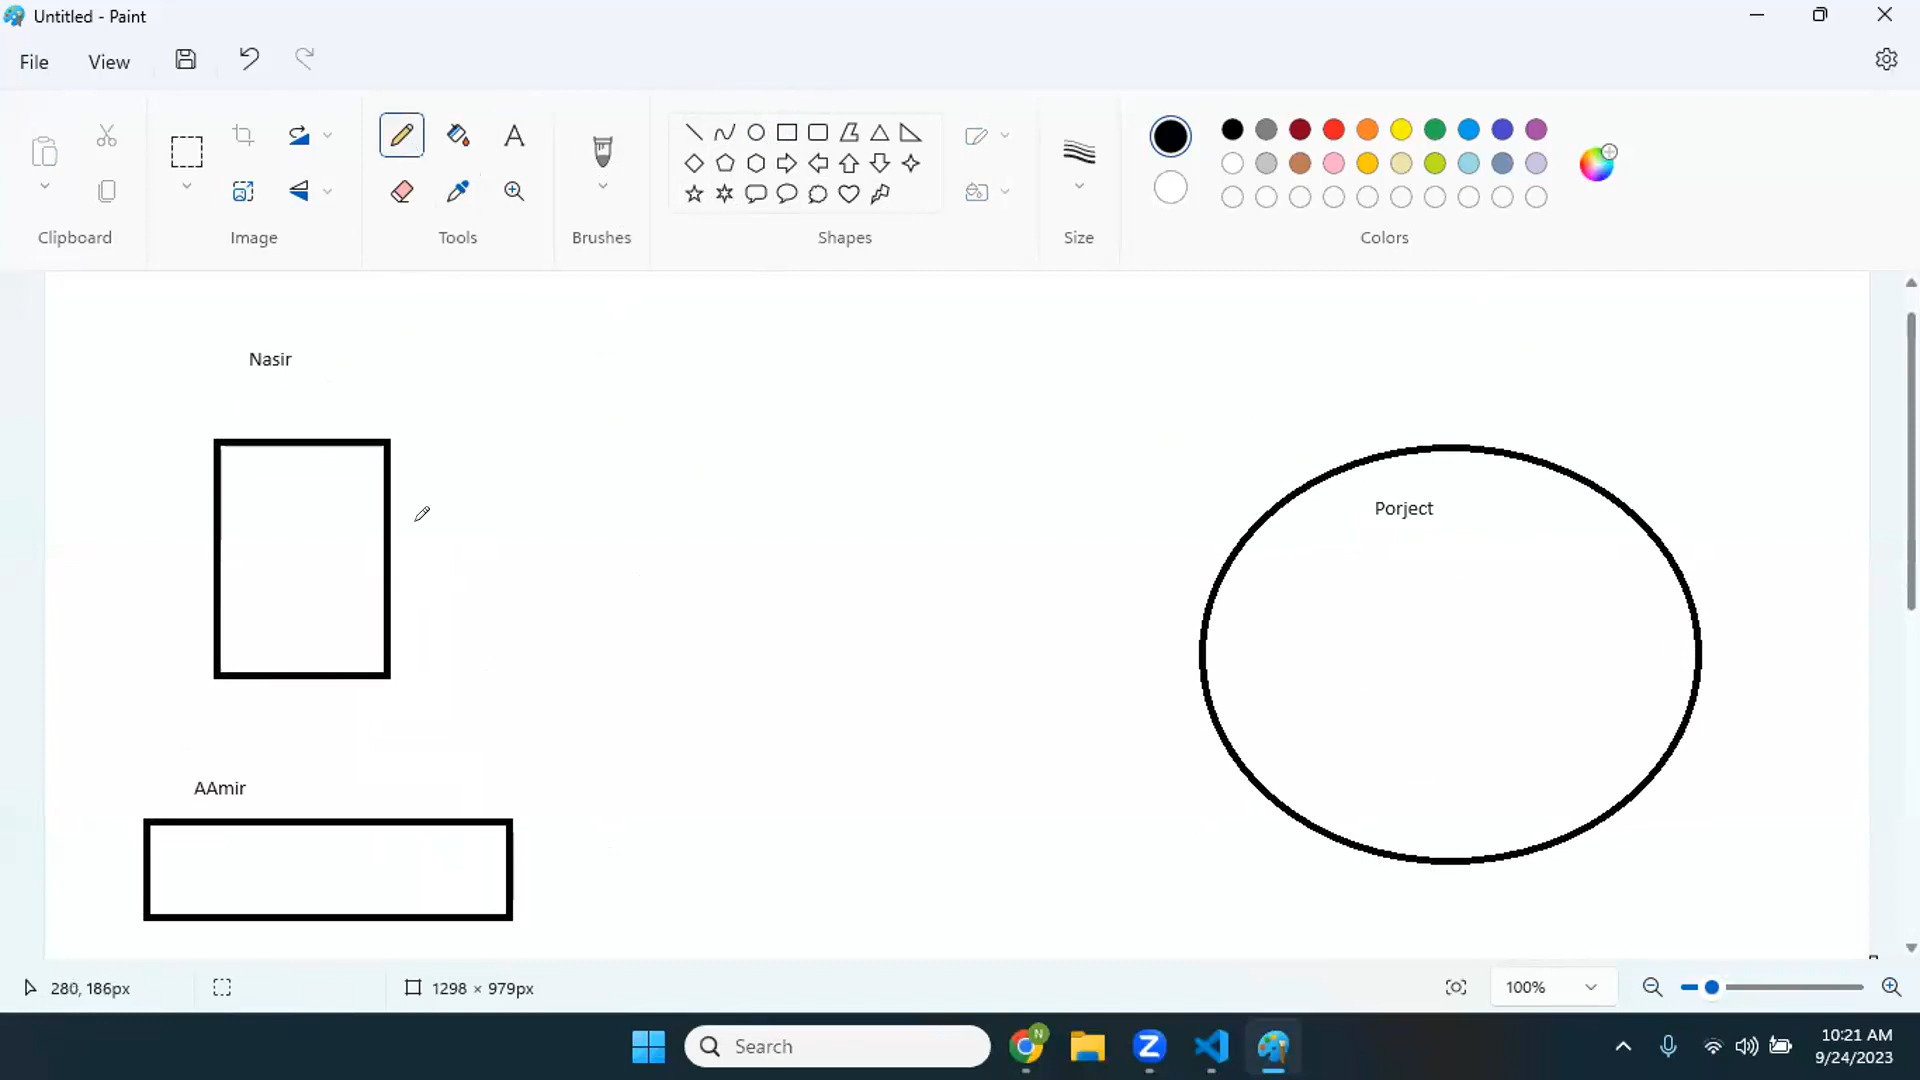 Untitled - Paint
File View
Clipboard
Image
Tools
Brushes
Shapes
Size
Colors
Nasir
Porject
AAmir
280, 186px
1298 × 979px
100%
Search
N
Z
10:21 AM
9/24/2023